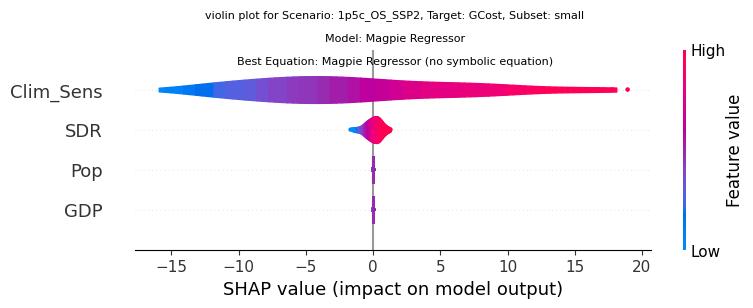 violin plot for Scenario: 1p5c_OS_SSP2, Target: GCost, Subset: small
Model: Magpie Regressor
Best Equation: Magpie Regressor (no symbolic equation)
Clim_Sens
SDR
Pop
GDP
−15 −10 −5 0 5 10 15 20
SHAP value (impact on model output)
High
Low
Feature value